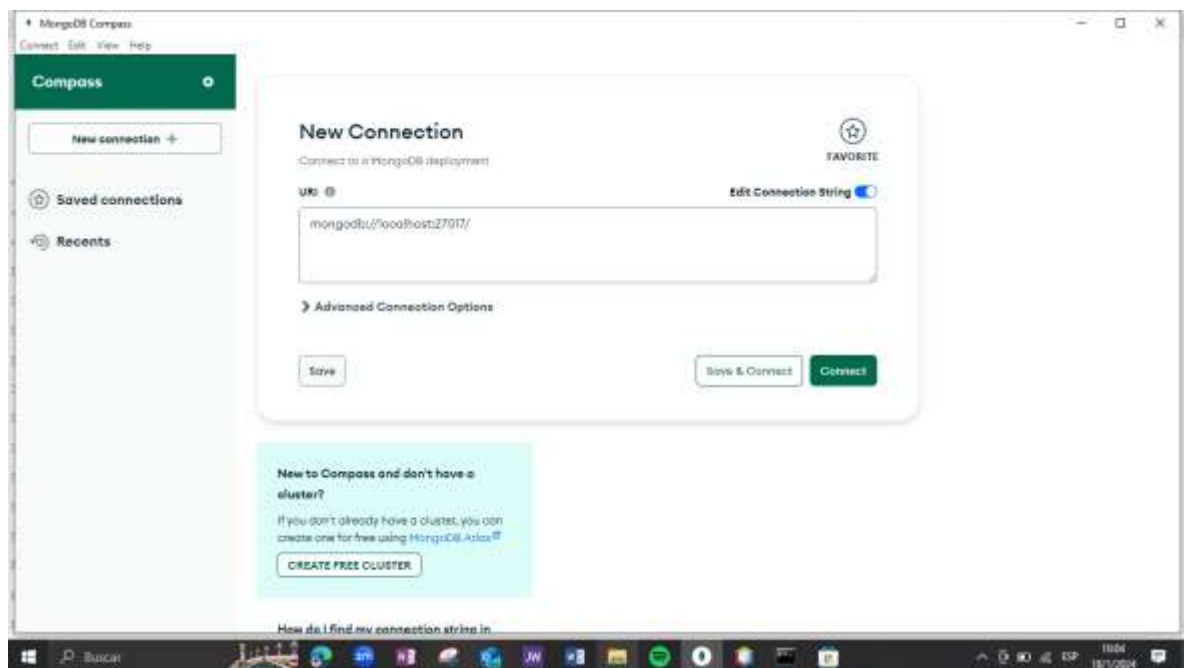 MongoDB Compass
Connect Edit View Help
Compass
New connection +
Saved connections
Recents
New Connection
FAVORITE
Connect to a MongoDB deployment
URI
Edit Connection String
mongodb://localhost:27017/
Advanced Connection Options
Save
Save & Connect
Connect
New to Compass and don't have a
cluster?
If you don't already have a cluster, you can
create one for free using MongoDB Atlas
CREATE FREE CLUSTER
How do I find my connection string in
Buscar
ESP